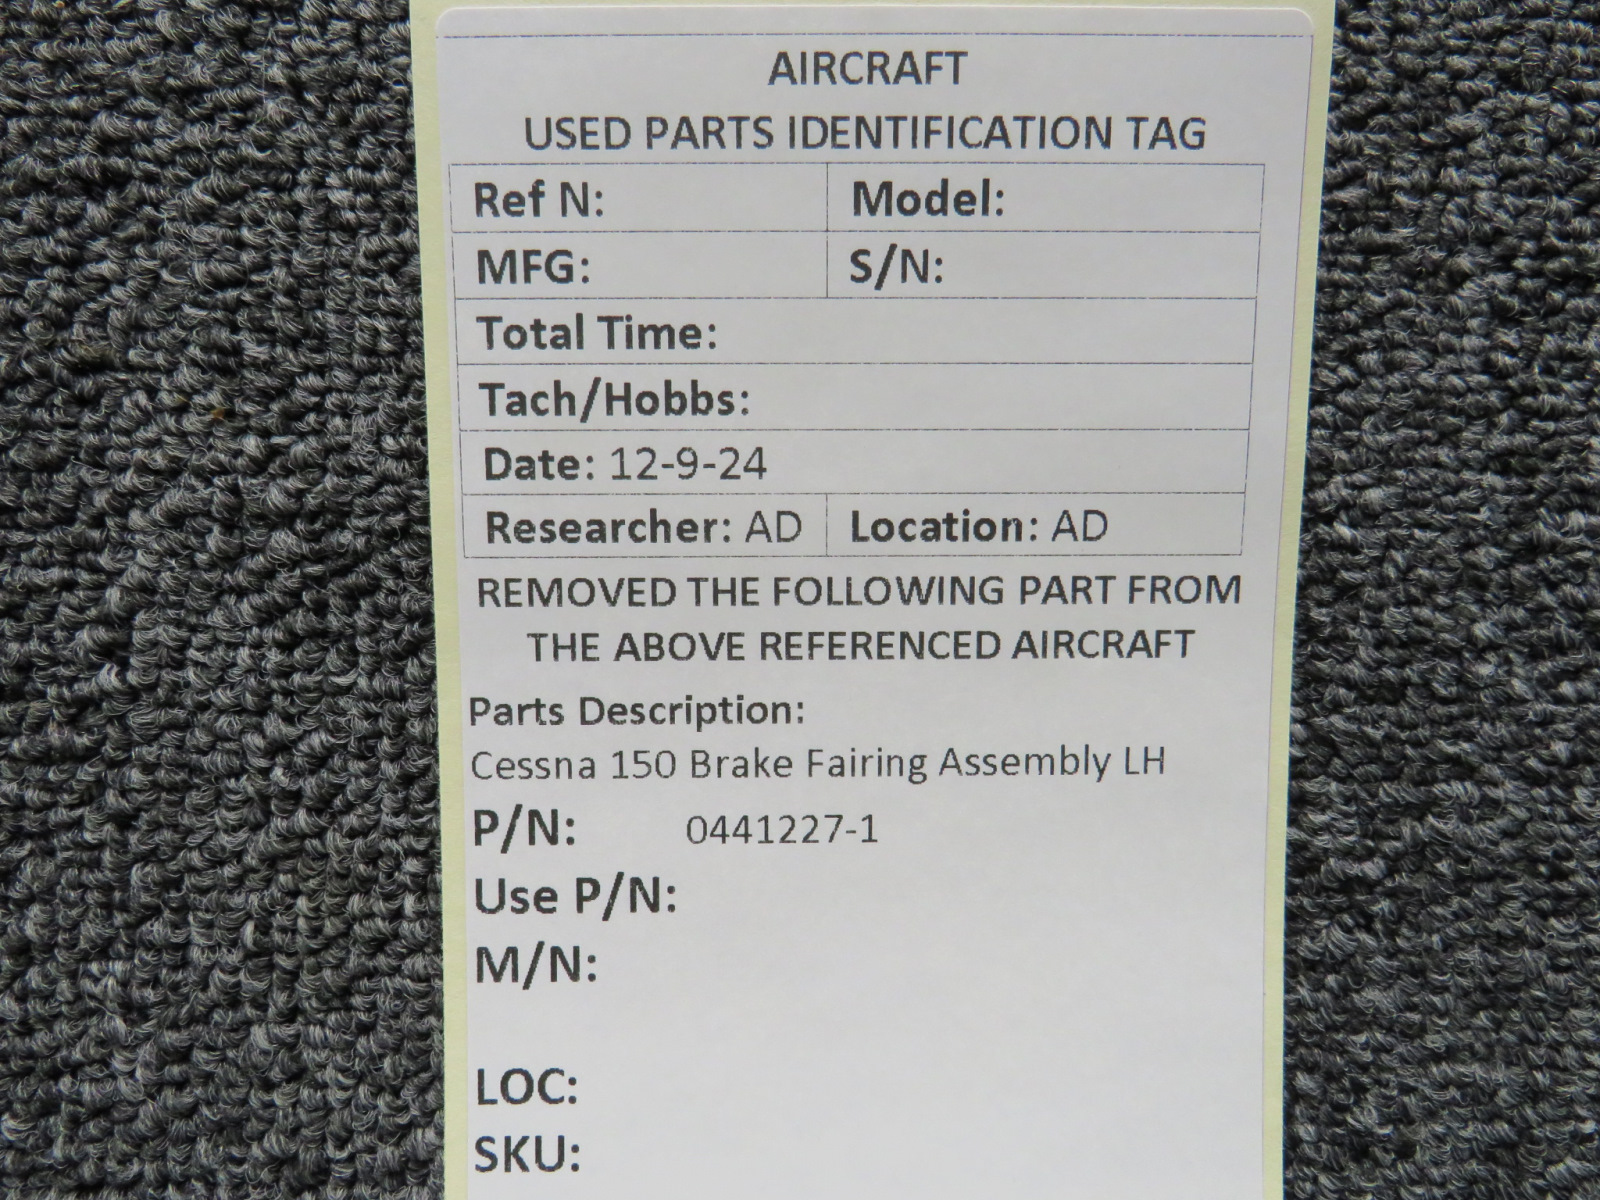 AIRCRAFT
USED PARTS IDENTIFICATION TAG
Ref N: Model:
MFG: S/N:
Total Time:
Tach/Hobbs:
Date: 12-9-24
Researcher: AD Location: AD
REMOVED THE FOLLOWING PART FROM
THE ABOVE REFERENCED AIRCRAFT
Parts Description:
Cessna 150 Brake Fairing Assembly LH
P/N: 0441227-1
Use P/N:
M/N:
LOC:
SKU: